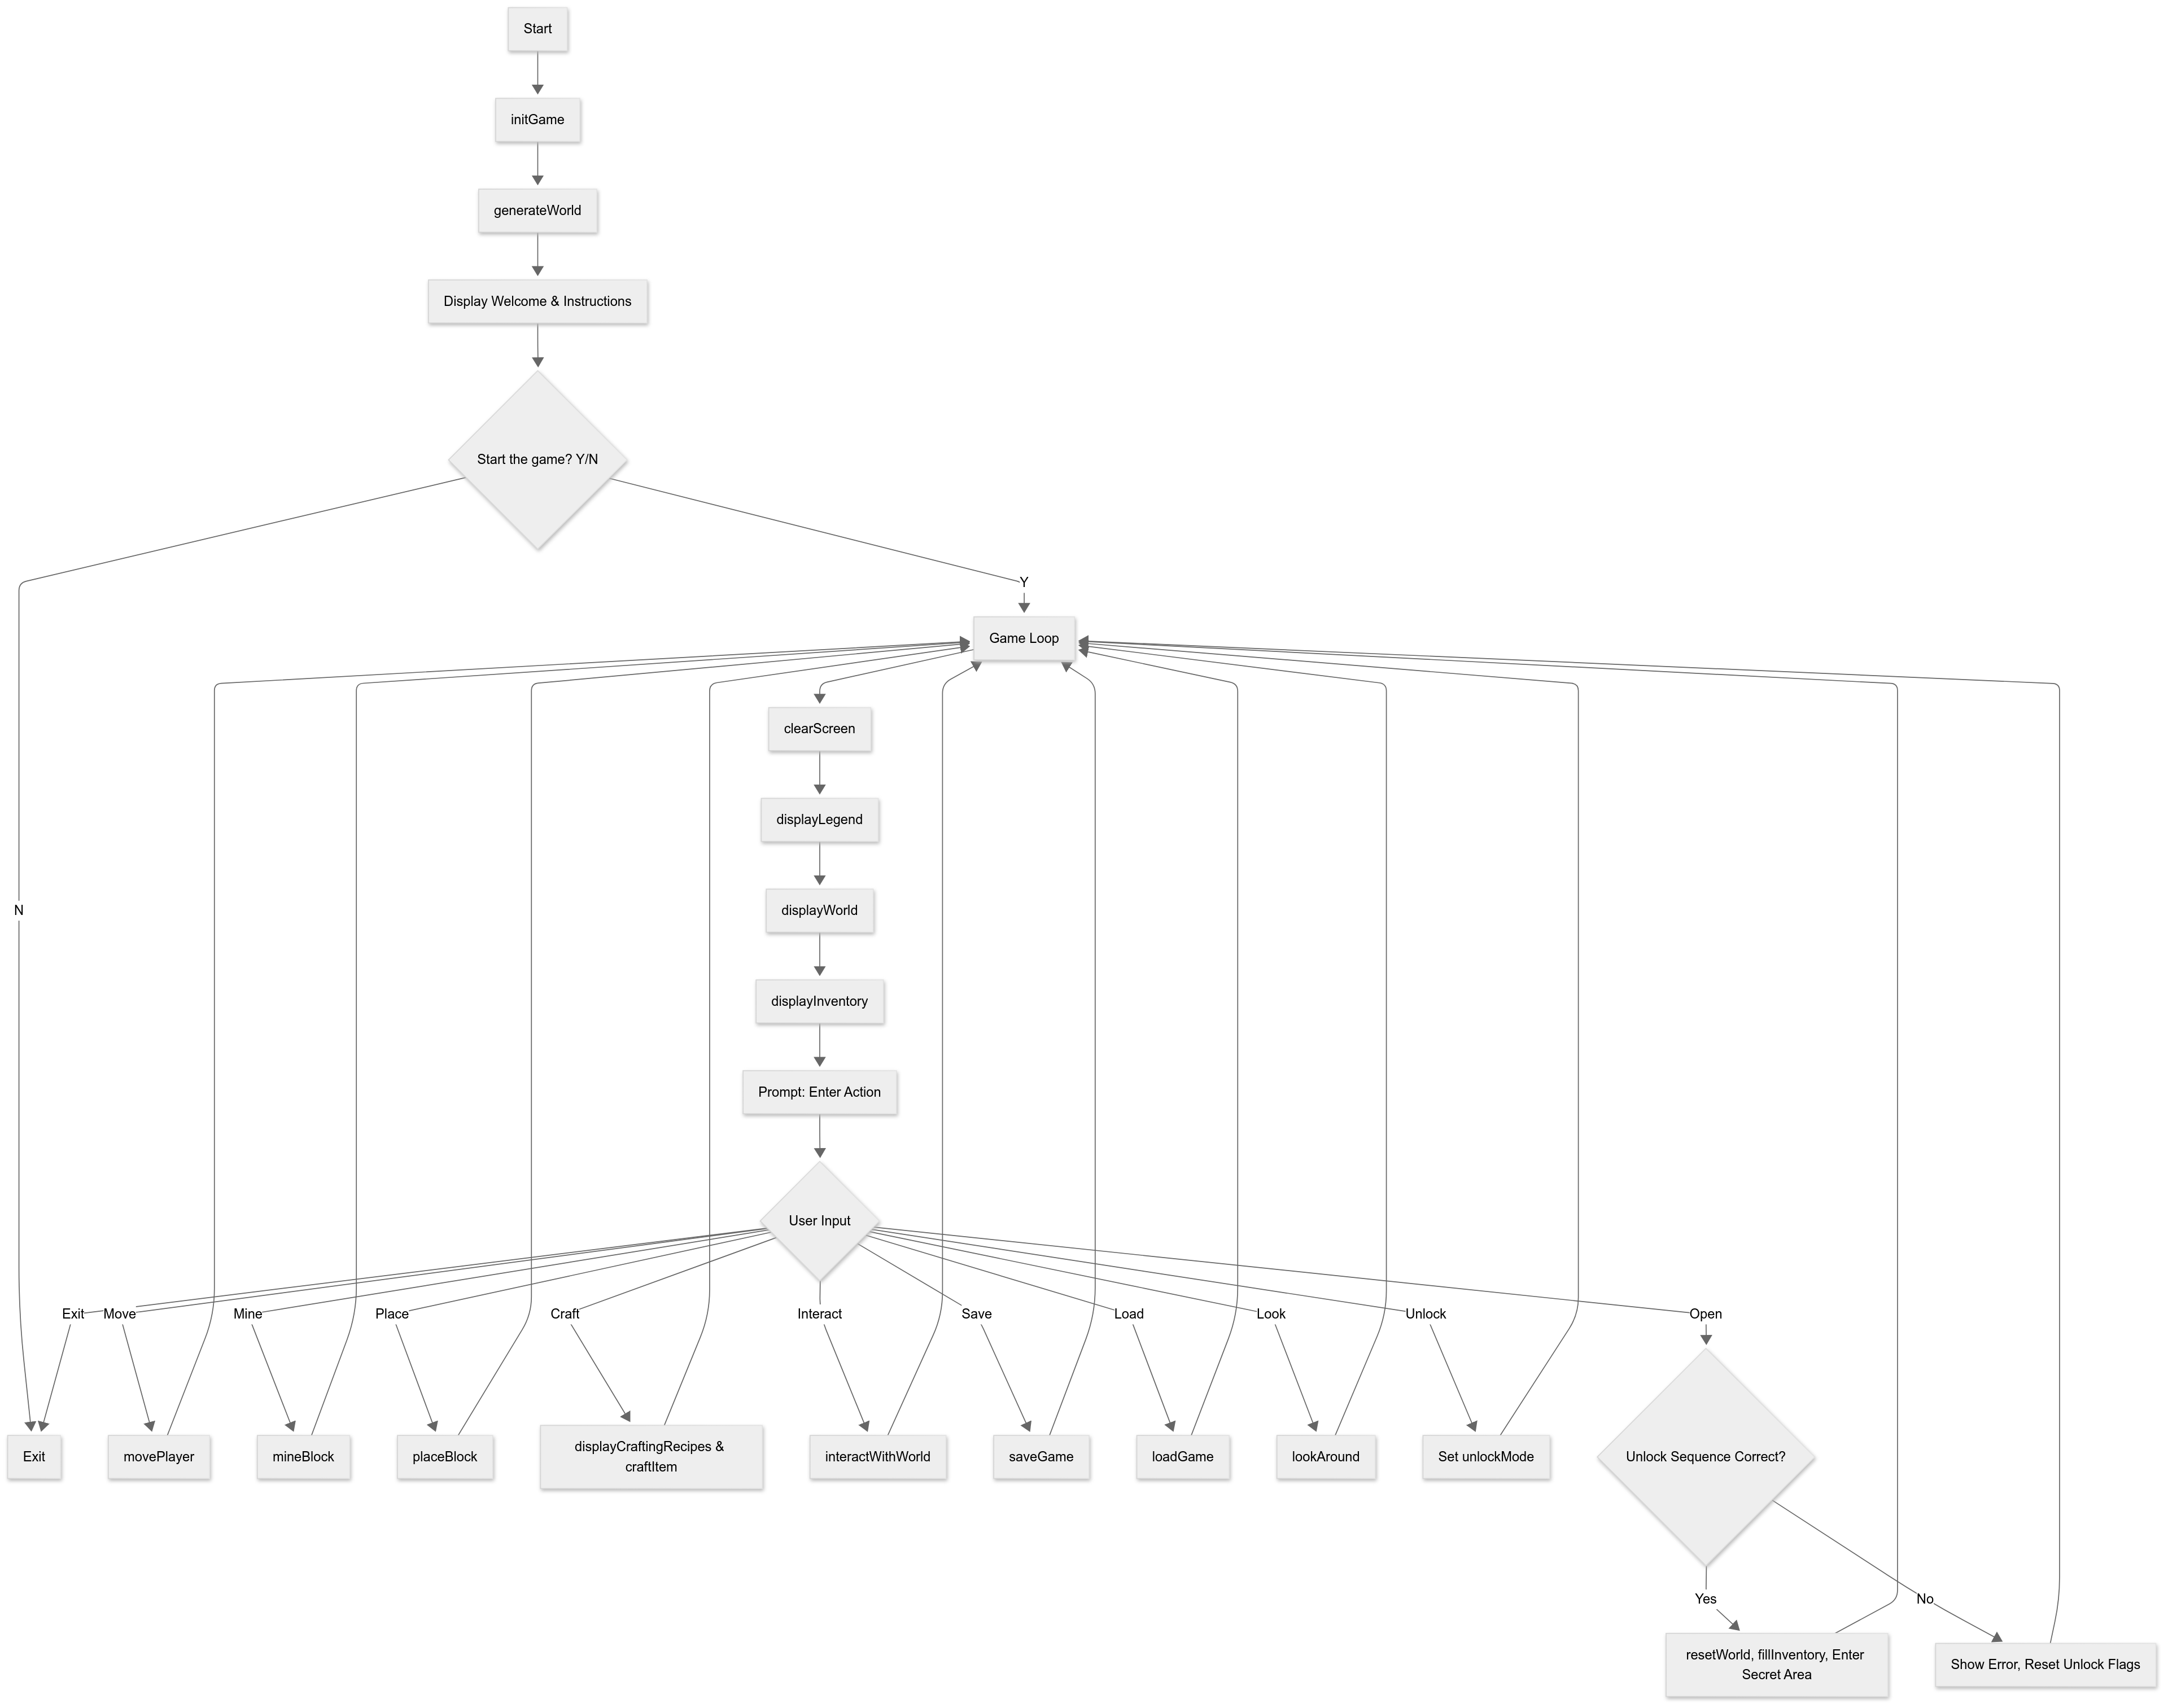 Start
initGame
generateWorld
Display Welcome & Instructions
Start the game? Y/N
Y
Game Loop
clearScreen
displayLegend
displayWorld
N
displayInventory
Prompt: Enter Action
User Input
Exit
Move
Mine
Place
Craft
Interact
Save
Load
Look
Unlock
Open
Exit
movePlayer
mineBlock
placeBlock
displayCraftingRecipes &
craftItem
interactWithWorld
saveGame
loadGame
lookAround
Set unlockMode
Unlock Sequence Correct?
Yes
No
resetWorld, fillInventory, Enter
Secret Area
Show Error, Reset Unlock Flags